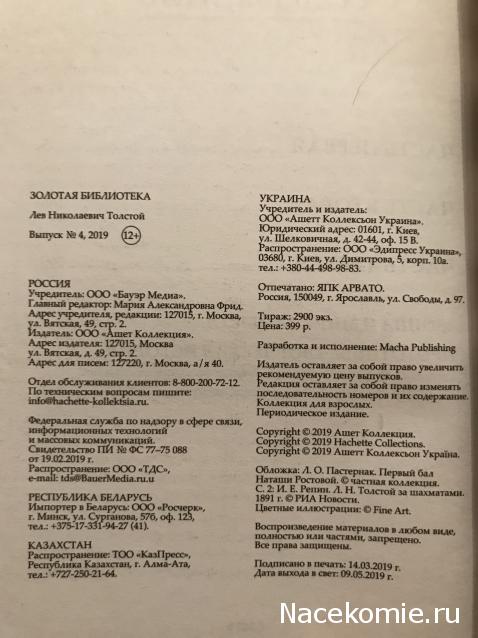 ЗОЛОТАЯ БИБЛИОТЕКА
Лев Николаевич Толстой
Выпуск № 4, 2019 12+
РОССИЯ
Учредитель: ООО «Бауэр Медиа».
Главный редактор: Мария Александровна Фрид.
Адрес учредителя, редакции: 127015, г. Москва,
ул. Вятская, 49, стр. 2.
Издатель: ООО «Ашет Коллекция».
Адрес издателя: 127015, Москва
ул. Вятская, д. 49, стр. 2.
Адрес для писем: 127220, г. Москва, а/я 40.
Отдел обслуживания клиентов: 8-800-200-72-12.
По техническим вопросам пишите:
info@hachette-kollektsia.ru.
Федеральная служба по надзору в сфере связи,
информационных технологий
и массовых коммуникаций.
Свидетельство ПИ № ФС 77–75 088
от 19.02.2019 г.
Распространение: ООО «ТДС»,
e-mail: tds@BauerMedia.ru.u
РЕСПУБЛИКА БЕЛАРУСЬ
Импортер в Беларусь: ООО «Росчерк»,
г. Минск, ул. Сурганова, 57б, оф. 123,
тел.: +375-17-331-94-27 (41).
КАЗАХСТАН
Распространение: ТОО «КазПресс»,
Республика Казахстан, г. Алма-Ата,
тел.: +727-250-21-64.
УКРАИНА
Учредитель и издатель:
ООО «Ашетт Коллексьон Украина».
Юридический адрес: 01601, г. Киев,
ул. Шелковичная, д. 42-44, оф. 15 В.
Распространение: ООО «Эдипресс Украина»,
03680, г. Киев, ул. Димитрова, 5, корп. 10а.
тел.: +380-44-498-98-83.
Отпечатано: ЯПК АРВАТО.
Россия, 150049, г. Ярославль, ул. Свободы, д. 97.
Тираж: 2900 экз.
Цена: 399 р.
Разработка и исполнение: Macha Publishing
Издатель оставляет за собой право увеличить
рекомендуемую цену выпусков.
Редакция оставляет за собой право изменять
последовательность номеров и их содержание.
Коллекция для взрослых.
Периодическое издание.
Copyright © 2019 Ашет Коллекция.
Copyright © 2019 Hachette Collections.
Copyright © 2019 Ашетт Коллексьон Україна.
Обложка: Л. О. Пастернак. Первый бал
Наташи Ростовой. © частная коллекция.
С. 2: И. Е. Репин. Л. Н. Толстой за шахматами.
1891 г. © РИА Новости.
Цветные иллюстрации: © Fine Art.
Воспроизведение материалов в любом виде,
полностью или частями, запрещено.
Все права защищены.
Подписано в печать: 14.03.2019 г.
Дата выхода в свет: 09.05.2019 г.
Nacekomie.ru